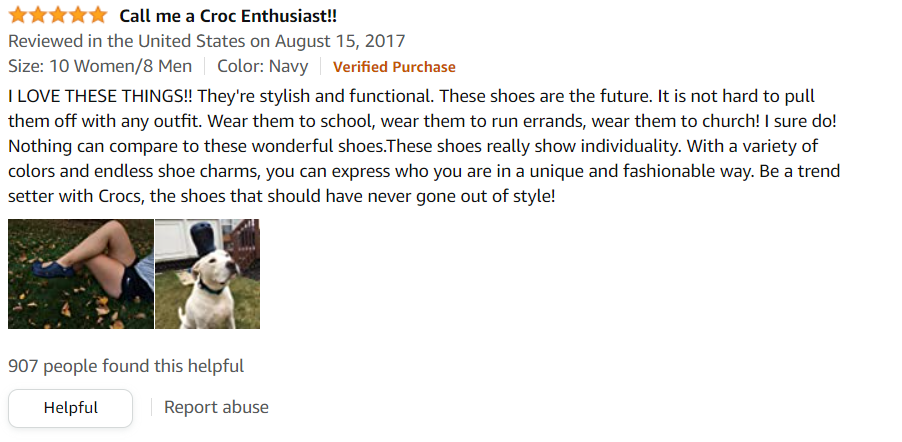 Call me a Croc Enthusiast!!
Reviewed in the United States on August 15, 2017
Size: 10 Women/8 Men Color: Navy Verified Purchase
I LOVE THESE THINGS!! They're stylish and functional. These shoes are the future. It is not hard to pull
them off with any outfit. Wear them to school, wear them to run errands, wear them to church! I sure do!
Nothing can compare to these wonderful shoes.These shoes really show individuality. With a variety of
colors and endless shoe charms, you can express who you are in a unique and fashionable way. Be a trend
setter with Crocs, the shoes that should have never gone out of style!
907 people found this helpful
Helpful Report abuse